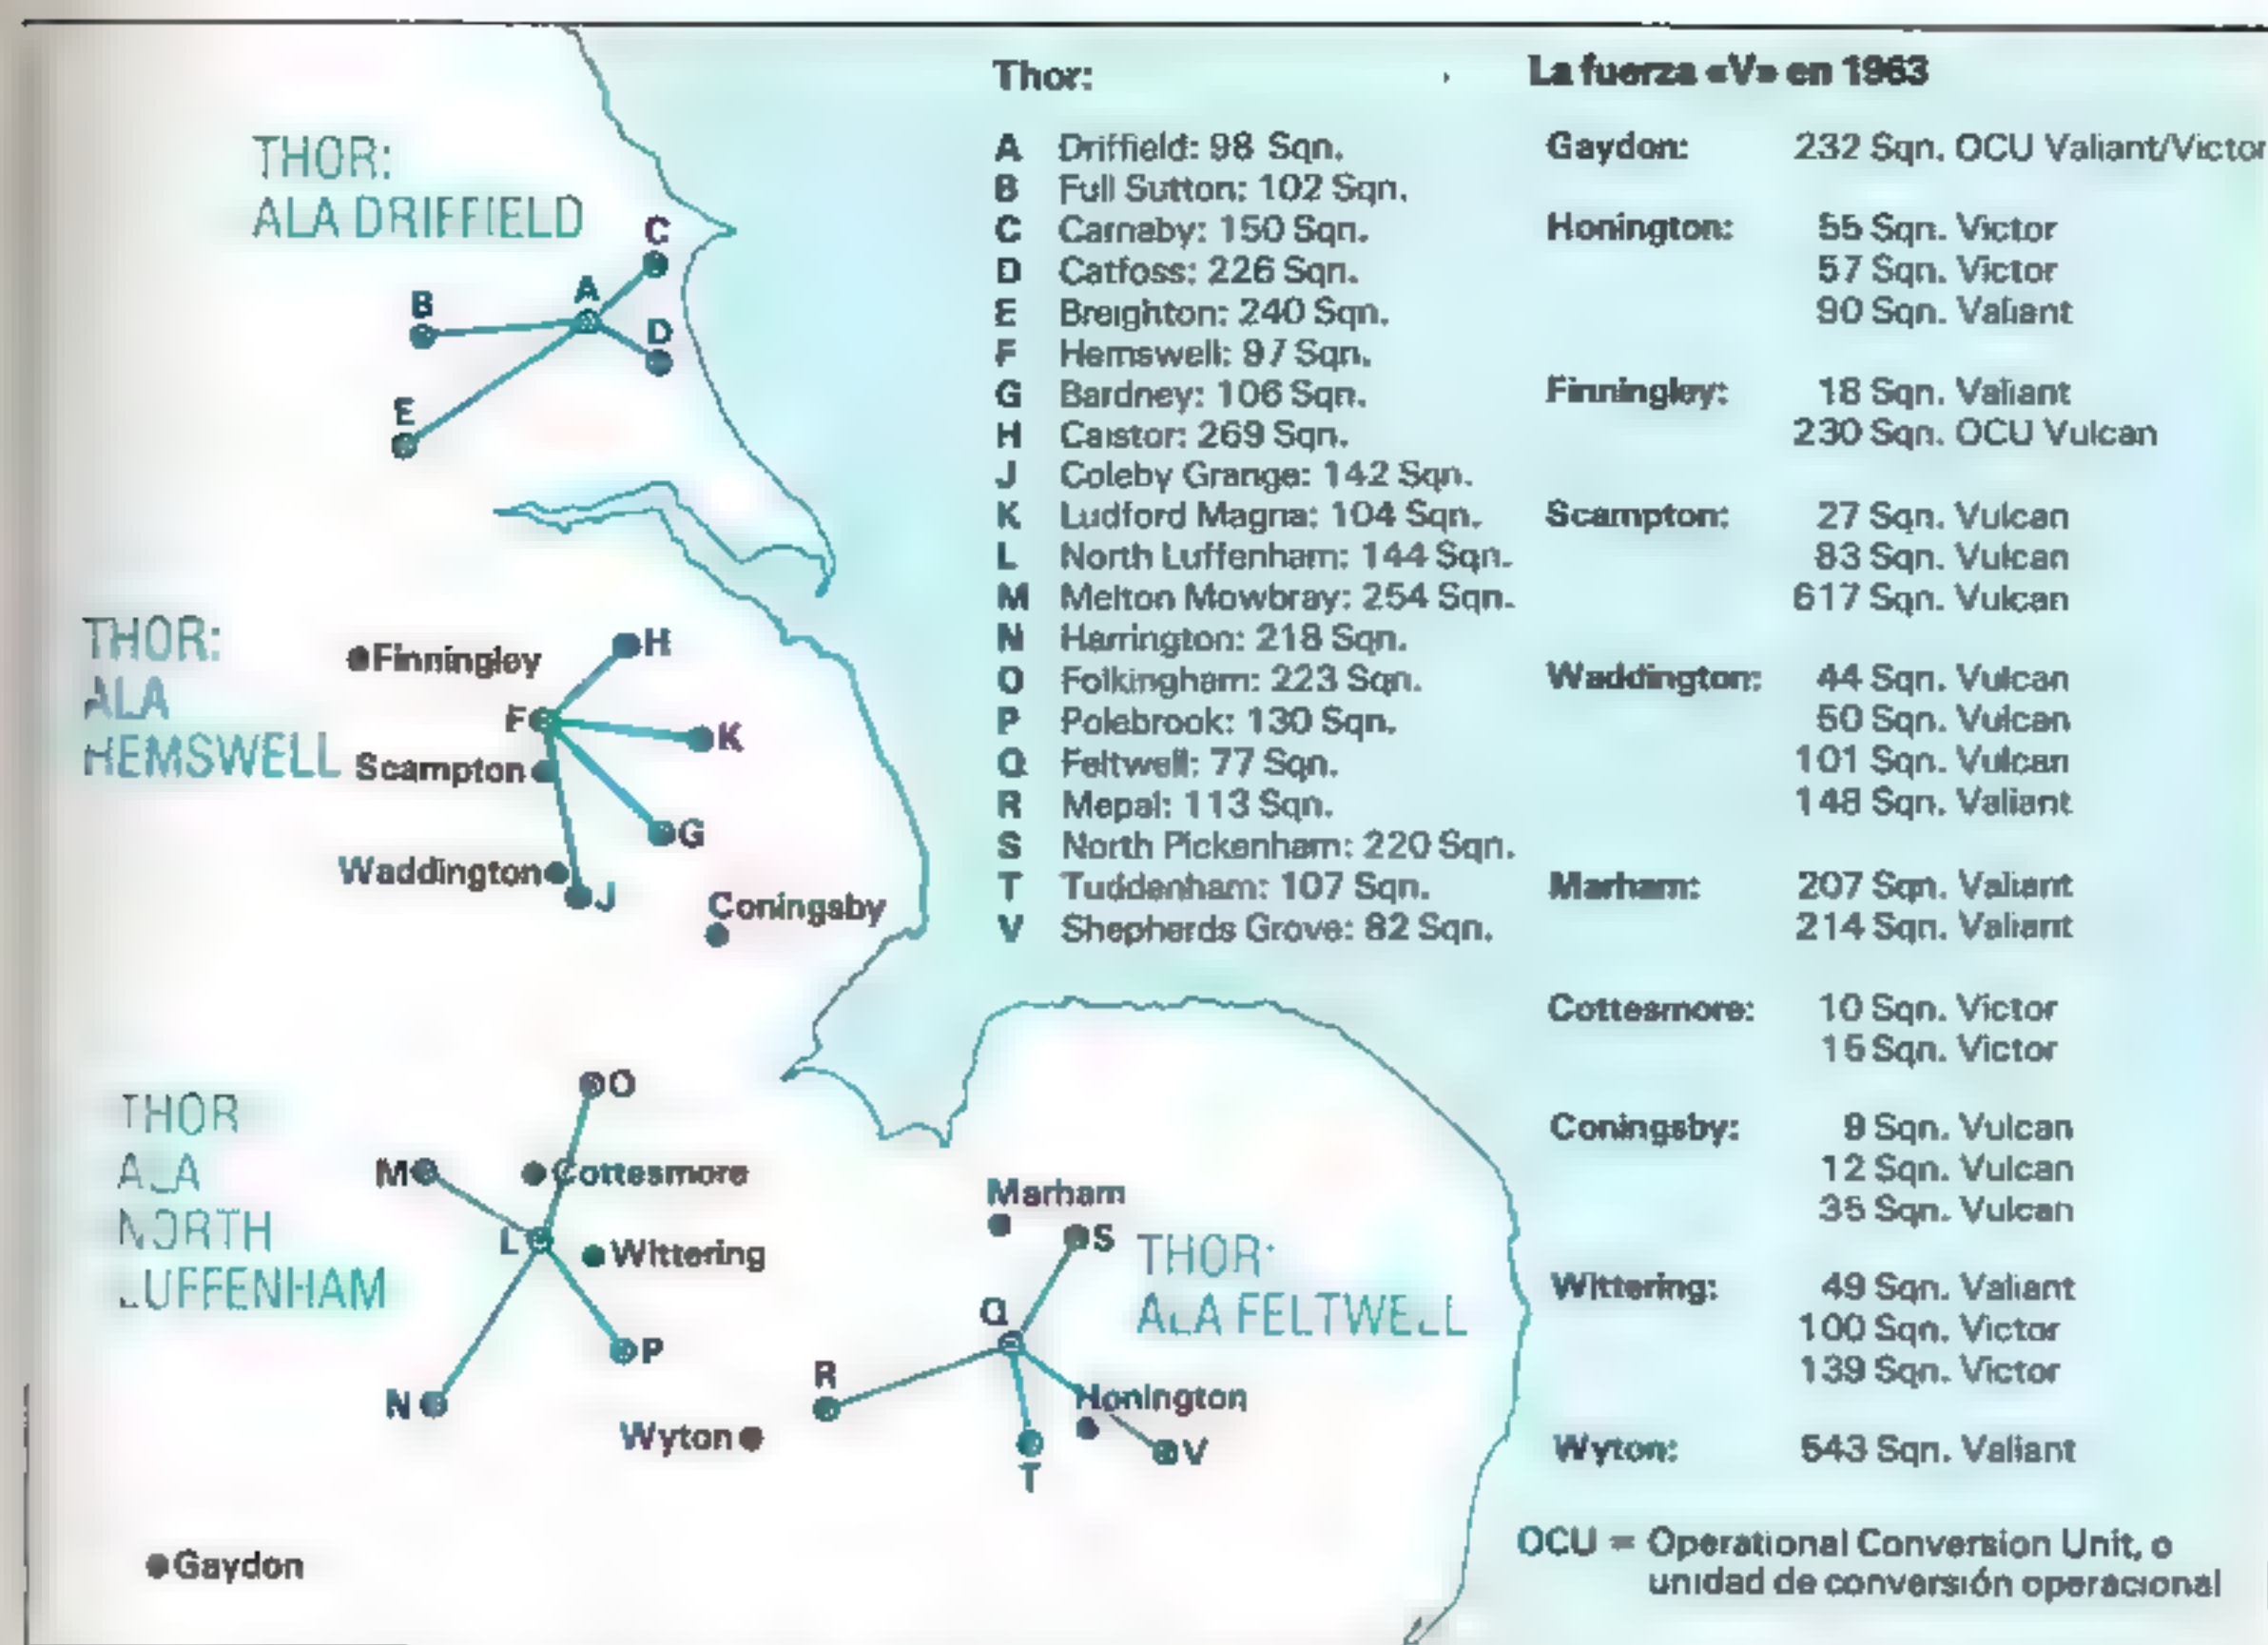 THOR:
ALA DRIFFIELD
C
A
B
D
E
THOR:
ALA
HEMSWELL
Finningley
H
F
K
Scampton
G
Waddington
J
Coningsby
THOR
ALA
NORTH
LUFFENHAM
O
M
Cottesmore
L
Wittering
P
N
Wyton
Gaydon
Marham
S
THOR:
ALA FELTWELL
Q
R
Honington
V
T
Thor:
A Driffield: 98 Sqn.
B Full Sutton: 102 Sqn.
C Carnaby: 150 Sqn.
D Catfoss: 226 Sqn.
E Breighton: 240 Sqn.
F Hemswell: 97 Sqn.
G Bardney: 106 Sqn.
H Caistor: 269 Sqn.
J Coleby Grange: 142 Sqn.
K Ludford Magna: 104 Sqn.
L North Luffenham: 144 Sqn.
M Melton Mowbray: 254 Sqn.
N Harrington: 218 Sqn.
O Folkingham: 223 Sqn.
P Polebrook: 130 Sqn.
Q Feltwell: 77 Sqn.
R Mepal: 113 Sqn.
S North Pickenham: 220 Sqn.
T Tuddenham: 107 Sqn.
V Shepherds Grove: 82 Sqn.
La fuerza «V» en 1963
Gaydon: 232 Sqn. OCU Valiant/Victor
Honington: 55 Sqn. Victor
57 Sqn. Victor
90 Sqn. Valiant
Finningley: 18 Sqn. Valiant
230 Sqn. OCU Vulcan
Scampton: 27 Sqn. Vulcan
83 Sqn. Vulcan
617 Sqn. Vulcan
Waddington: 44 Sqn. Vulcan
50 Sqn. Vulcan
101 Sqn. Vulcan
148 Sqn. Valiant
Marham: 207 Sqn. Valiant
214 Sqn. Valiant
Cottesmore: 10 Sqn. Victor
15 Sqn. Victor
Coningsby: 9 Sqn. Vulcan
12 Sqn. Vulcan
35 Sqn. Vulcan
Wittering: 49 Sqn. Valiant
100 Sqn. Victor
139 Sqn. Victor
Wyton: 543 Sqn. Valiant
OCU = Operational Conversion Unit, o
unidad de conversión operacional